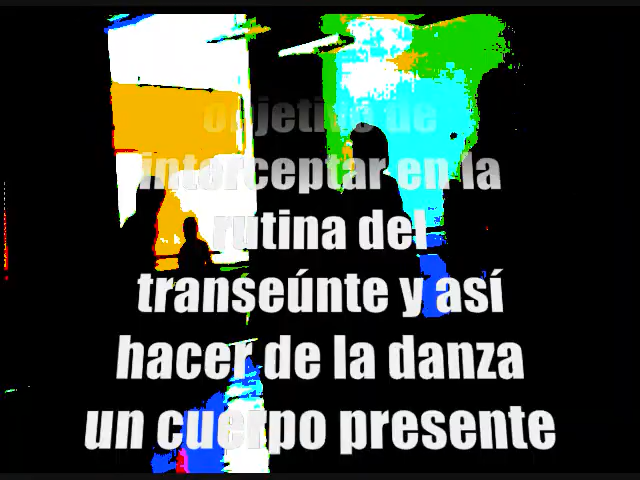 objetivo de
interceptar en la
rutina del
transeúnte y así
hacer de la danza
un cuerpo presente